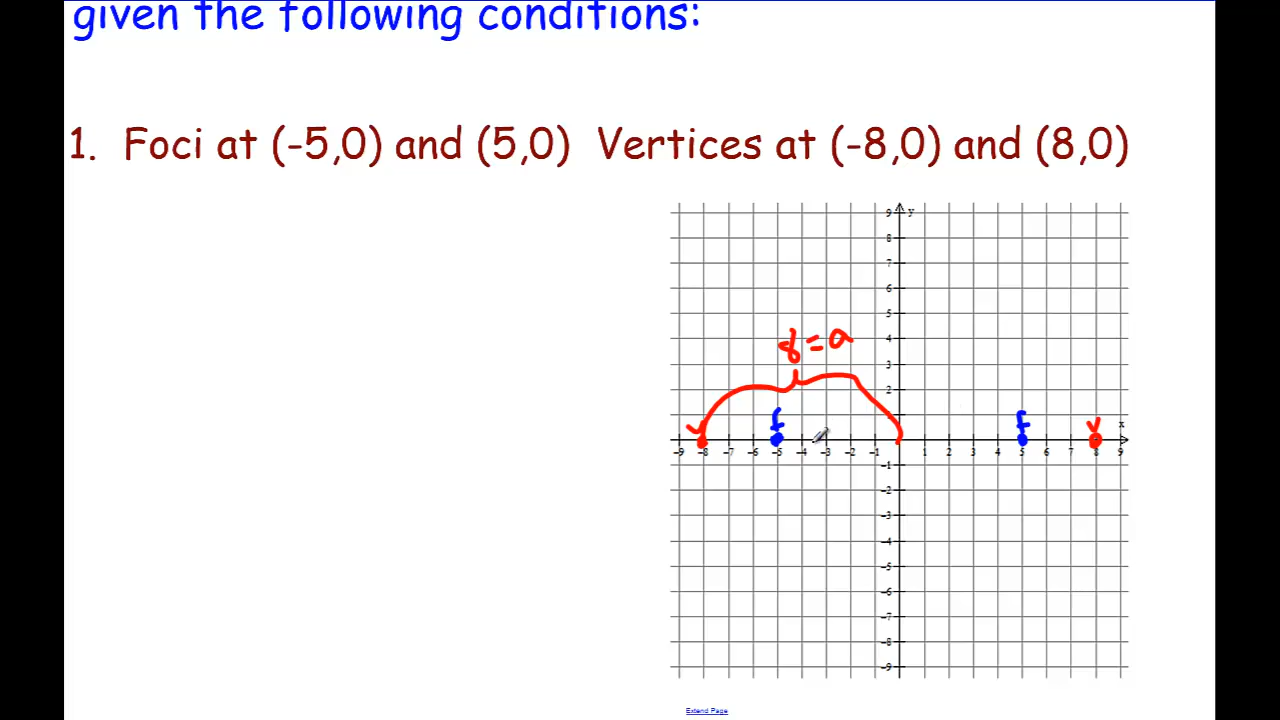 given the following conditions:
1. Foci at (-5,0) and (5,0) Vertices at (-8,0) and (8,0)
9 y
8
7
6
5
8=a 4
3
2
v f f v x
-9 -8 -7 -6 -5 -4 -3 -2 -1 1 2 3 4 5 6 7 8 9
-1
-2
-3
-4
-5
-6
-7
-8
-9
Extend Page